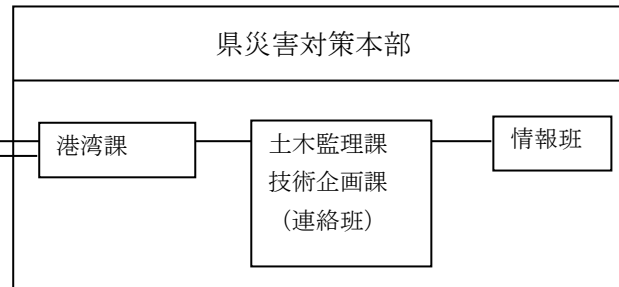 県災害対策本部
港湾課
土木監理課
技術企画課
（連絡班）
情報班